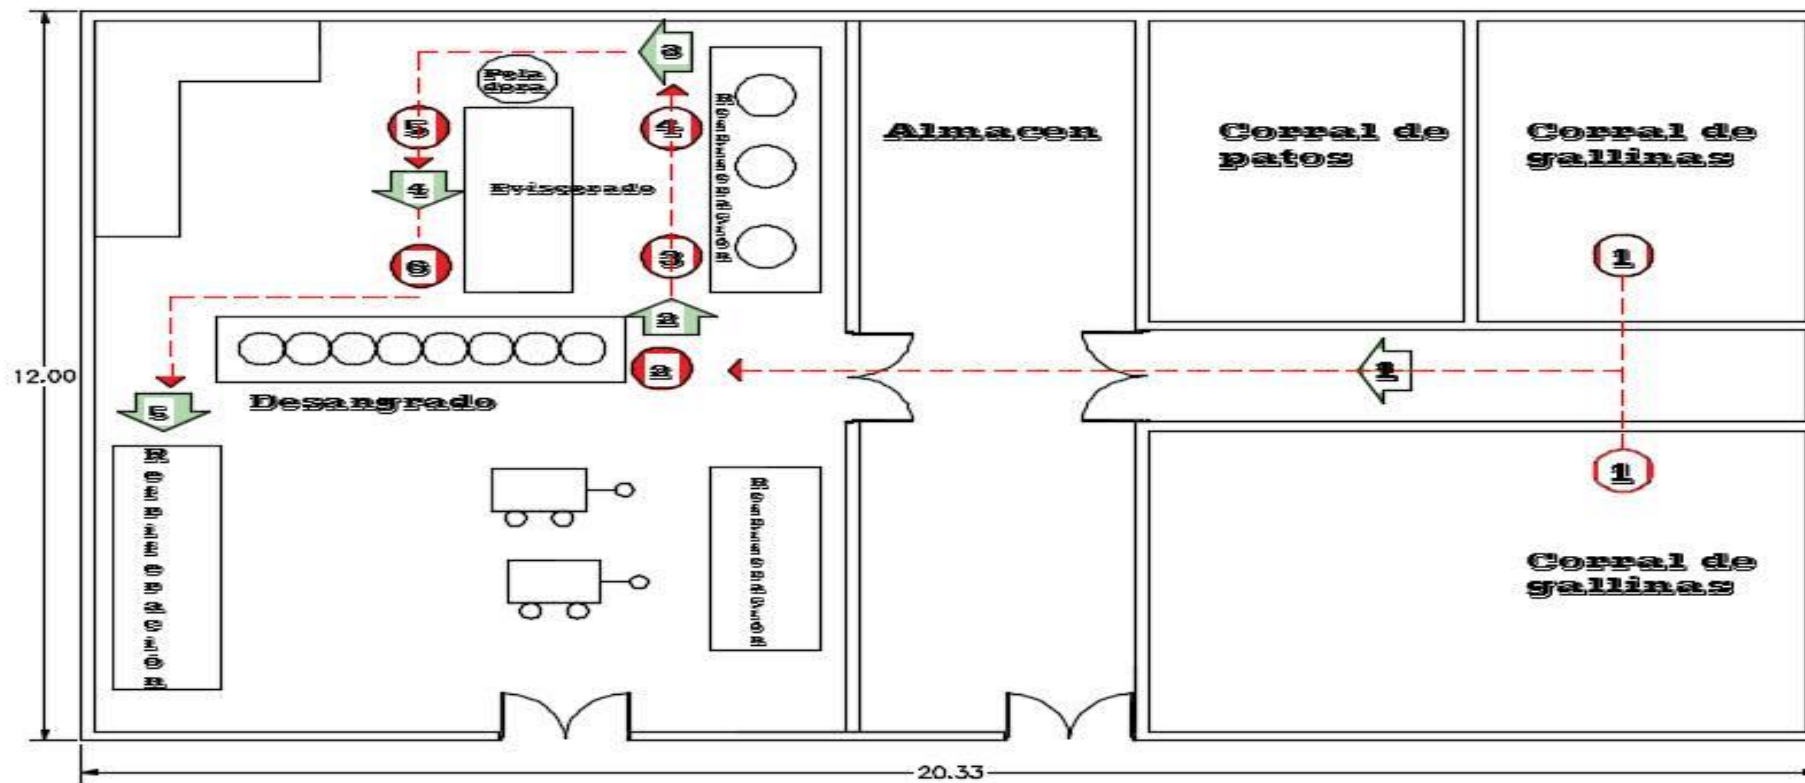 3
Pela
dora
5
4
Almacen
Corral de
patos
Corral de
gallinas
4
Eviscerado
3
6
1
2
2
1
12.00
Desangrado
5
1
Refrigeración
Corral de
gallinas
20.33